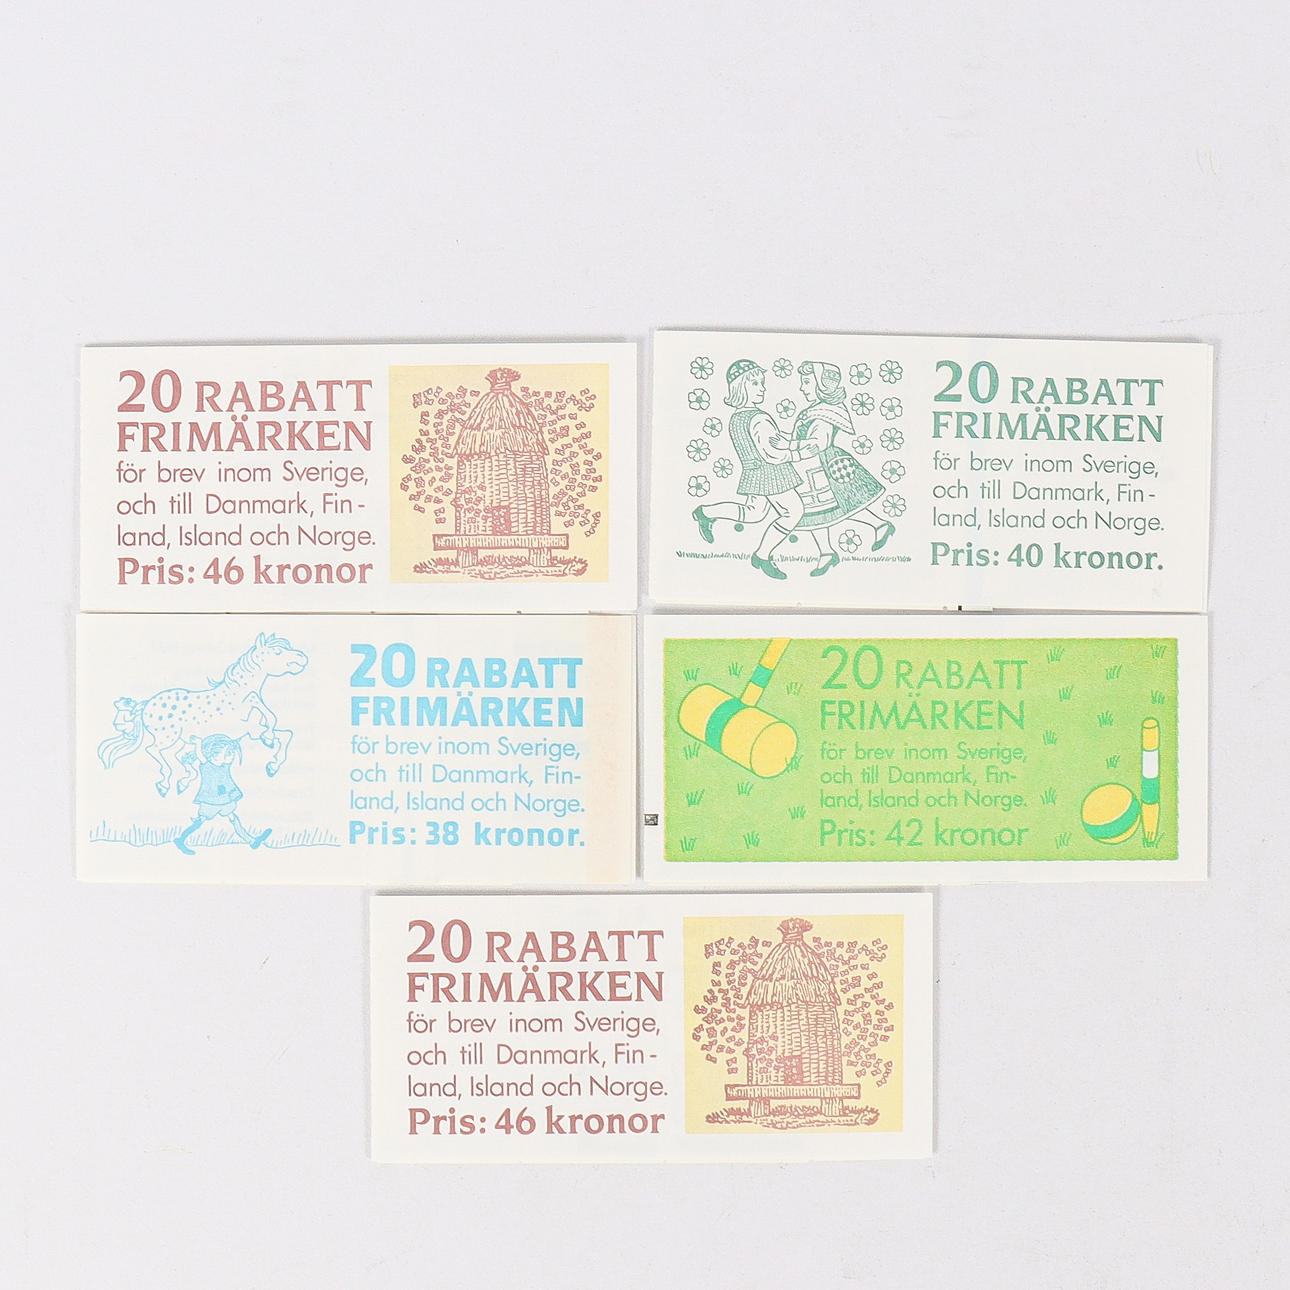 20 RABATT
FRIMÄRKEN
för brev inom Sverige,
och till Danmark, Fin-
land, Island och Norge.
Pris: 46 kronor
20 RABATT
FRIMÄRKEN
för brev inom Sverige,
och till Danmark, Fin-
land, Island och Norge.
Pris: 40 kronor.
20 RABATT
FRIMÄRKEN
för brev inom Sverige,
och till Danmark, Fin-
land, Island och Norge.
Pris: 38 kronor.
20 RABATT
FRIMÄRKEN
för brev inom Sverige,
och till Danmark, Fin-
land, Island och Norge.
Pris: 42 kronor
20 RABATT
FRIMÄRKEN
för brev inom Sverige,
och till Danmark, Fin-
land, Island och Norge.
Pris: 46 kronor